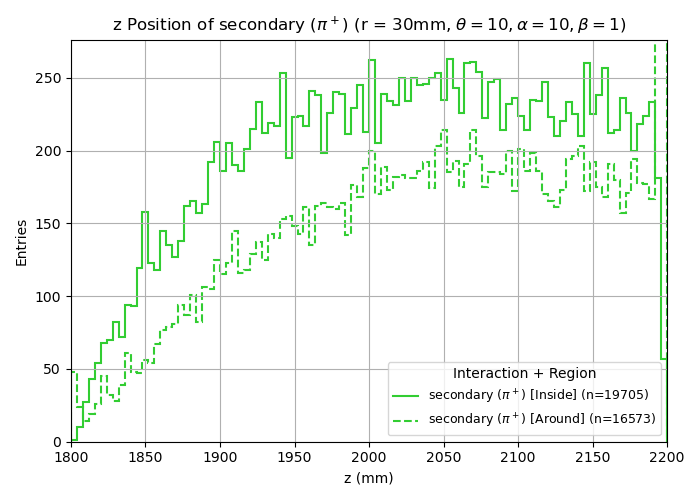 z Position of secondary (π⁺) (r = 30mm, θ = 10, α = 10, β = 1)
Entries
250
200
150
100
50
0
Interaction + Region
secondary (π⁺) [Inside] (n=19705)
secondary (π⁺) [Around] (n=16573)
1800 1850 1900 1950 2000 2050 2100 2150 2200
z (mm)